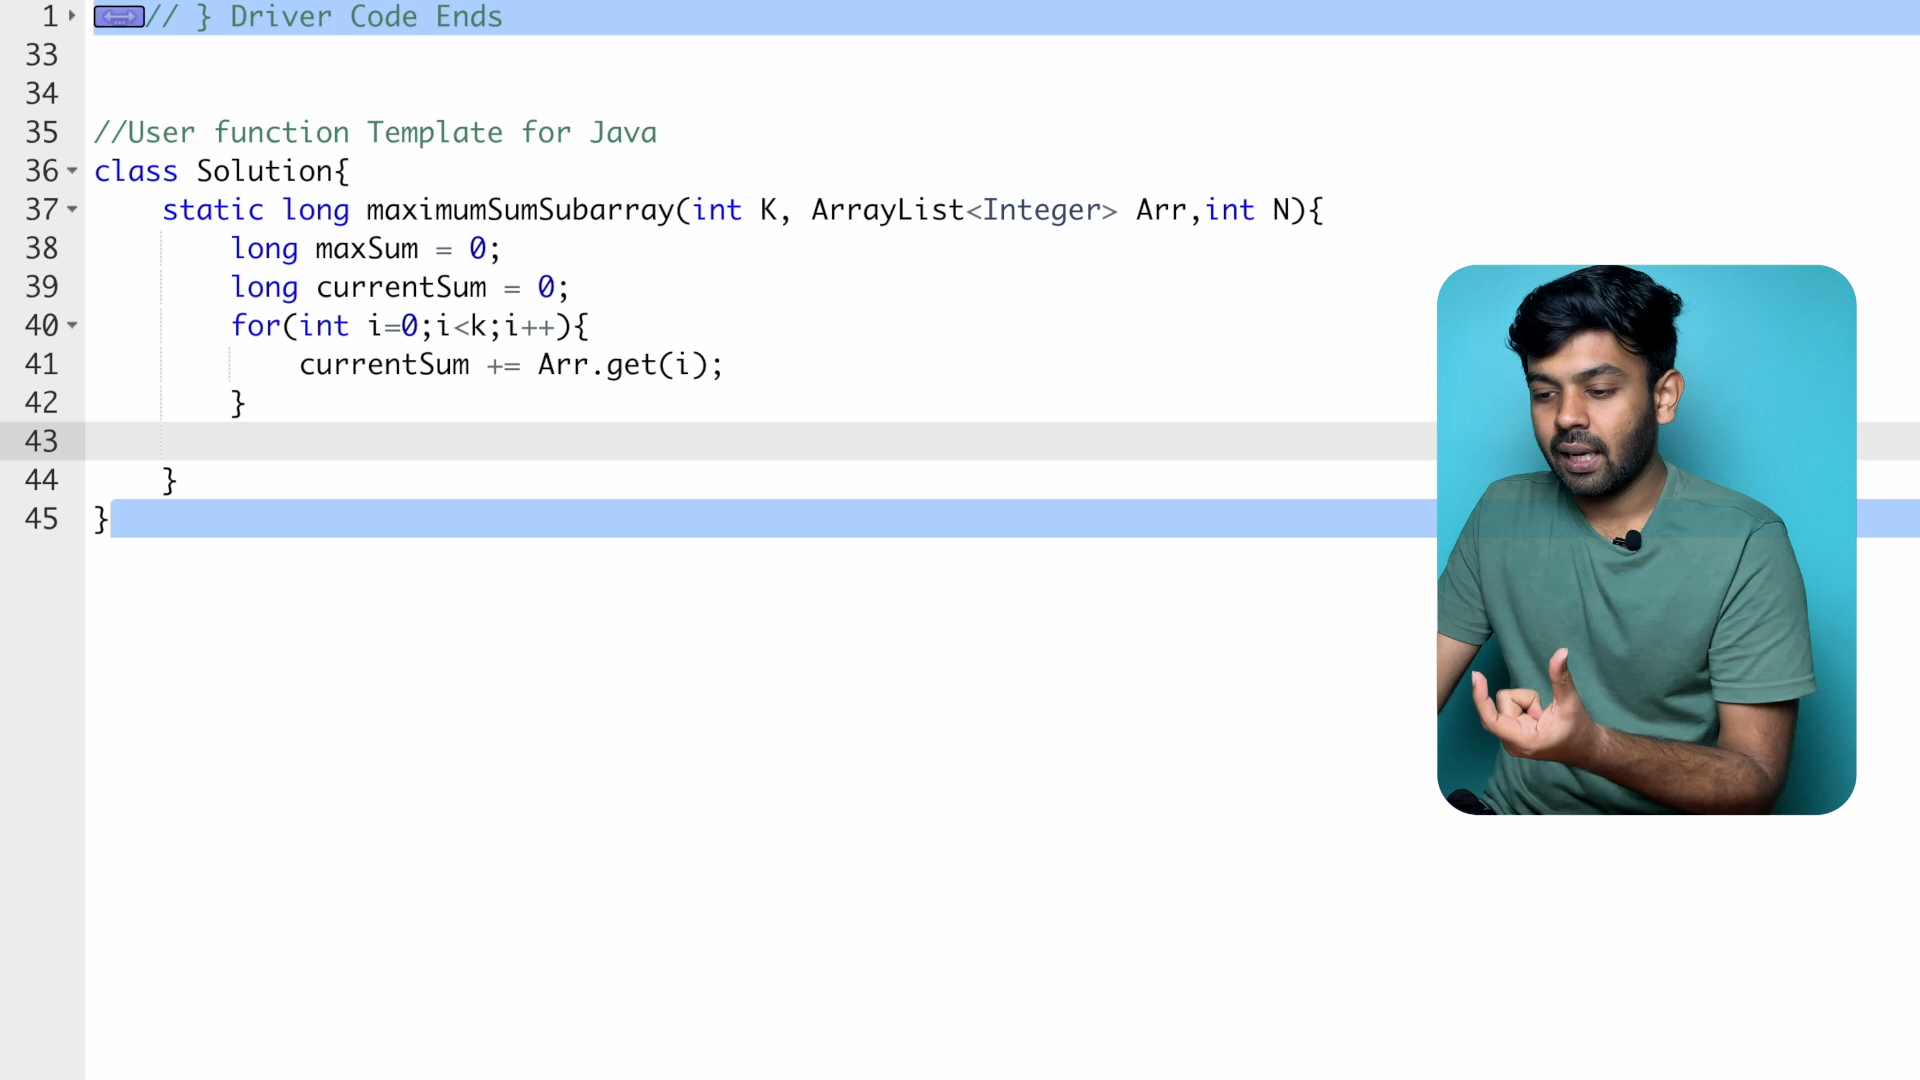 1 // } Driver Code Ends
33
34
35 //User function Template for Java
36 class Solution{
37 static long maximumSumSubarray(int K, ArrayList<Integer> Arr,int N){
38 long maxSum = 0;
39 long currentSum = 0;
40 for(int i=0;i<k;i++){
41 currentSum += Arr.get(i);
42 }
43
44 }
45 }